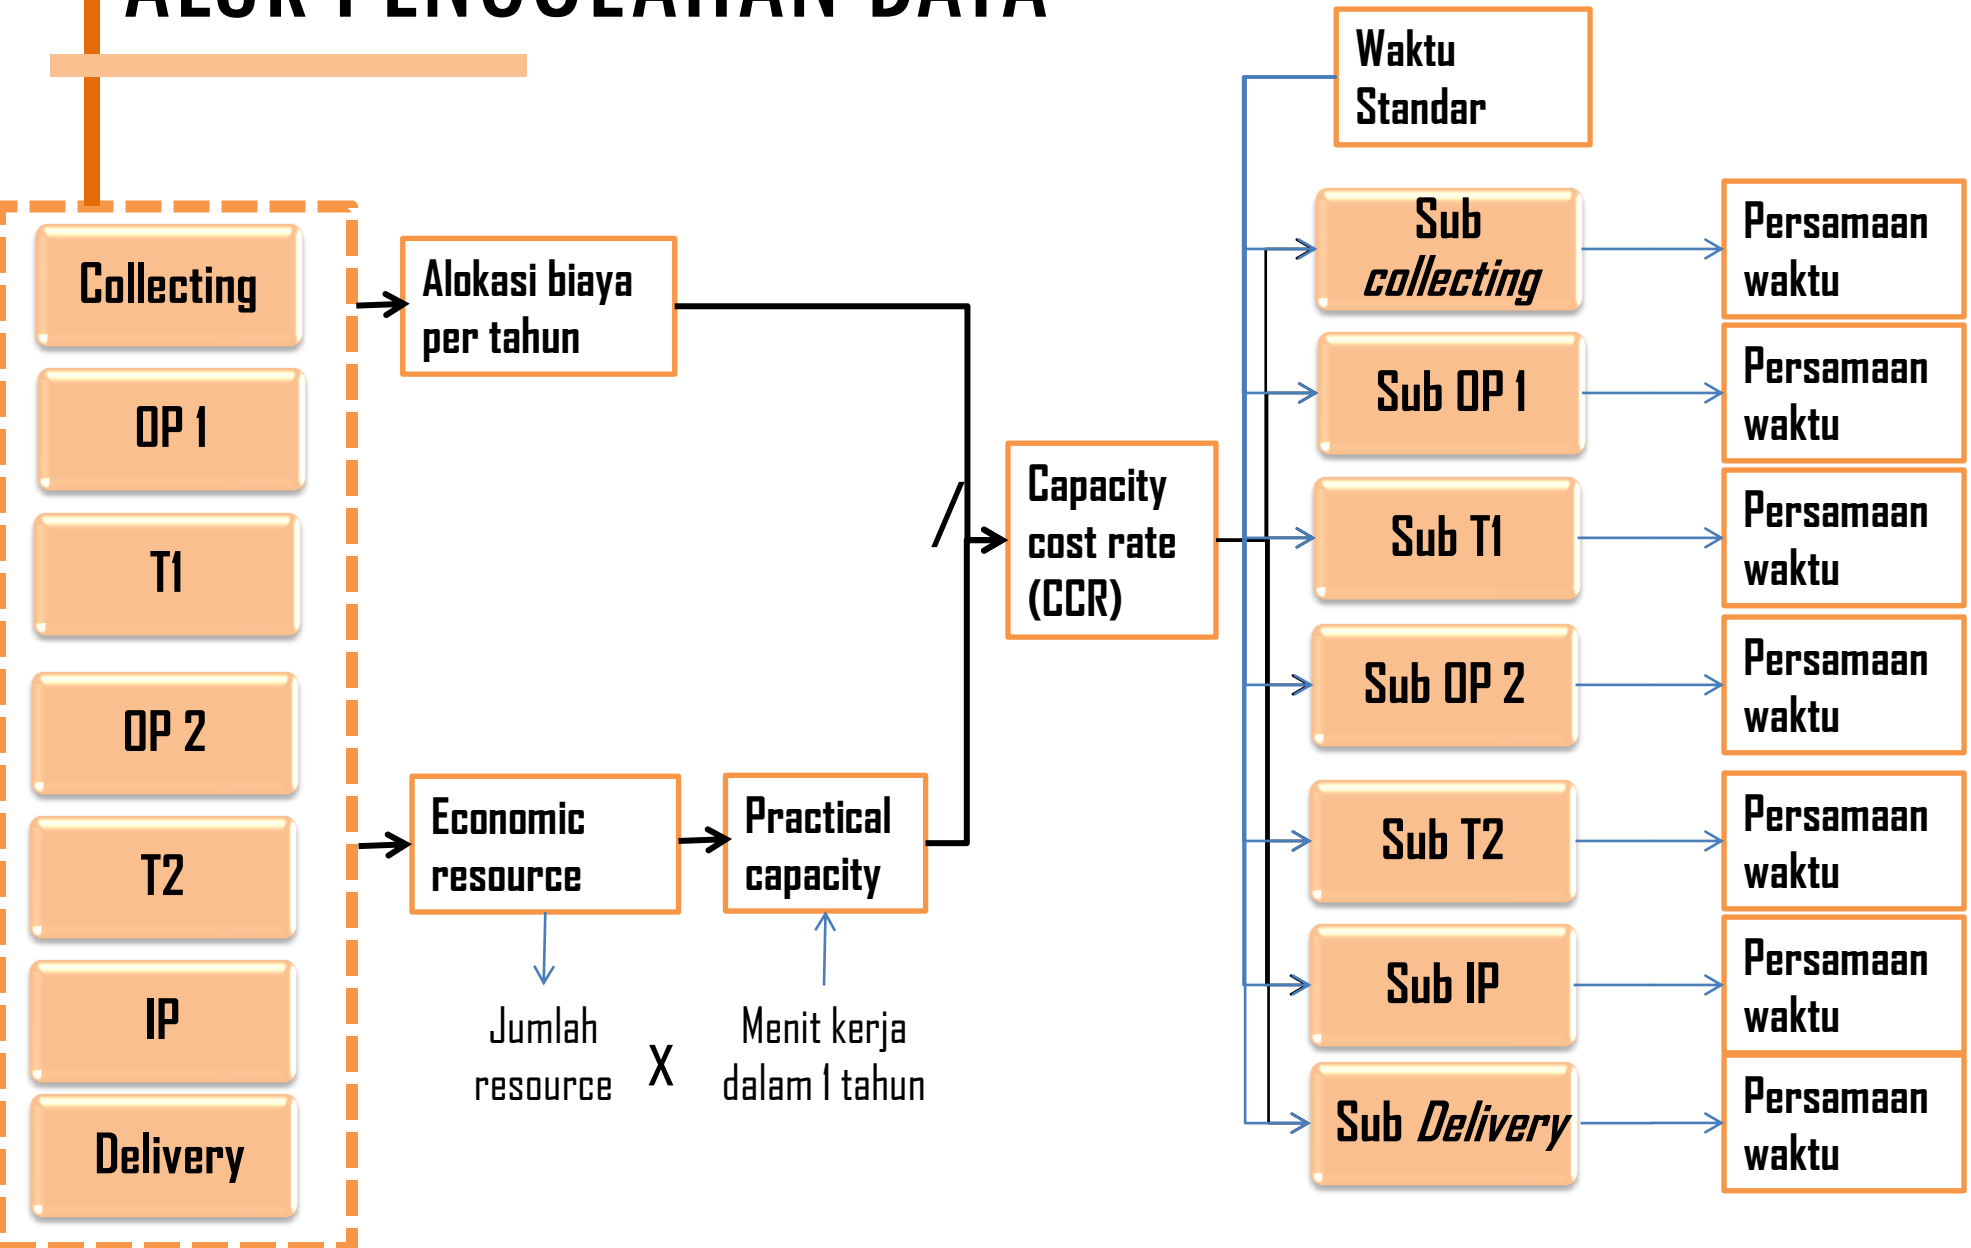 ALUR PENGOLAHAN DATA
Collecting
OP 1
T1
OP 2
T2
IP
Delivery
Alokasi biaya
per tahun
Economic
resource
Practical
capacity
Jumlah
resource
X
Menit kerja
dalam 1 tahun
/
Capacity
cost rate
(CCR)
Waktu
Standar
Sub
collecting
Sub OP 1
Sub T1
Sub OP 2
Sub T2
Sub IP
Sub Delivery
Persamaan
waktu
Persamaan
waktu
Persamaan
waktu
Persamaan
waktu
Persamaan
waktu
Persamaan
waktu
Persamaan
waktu